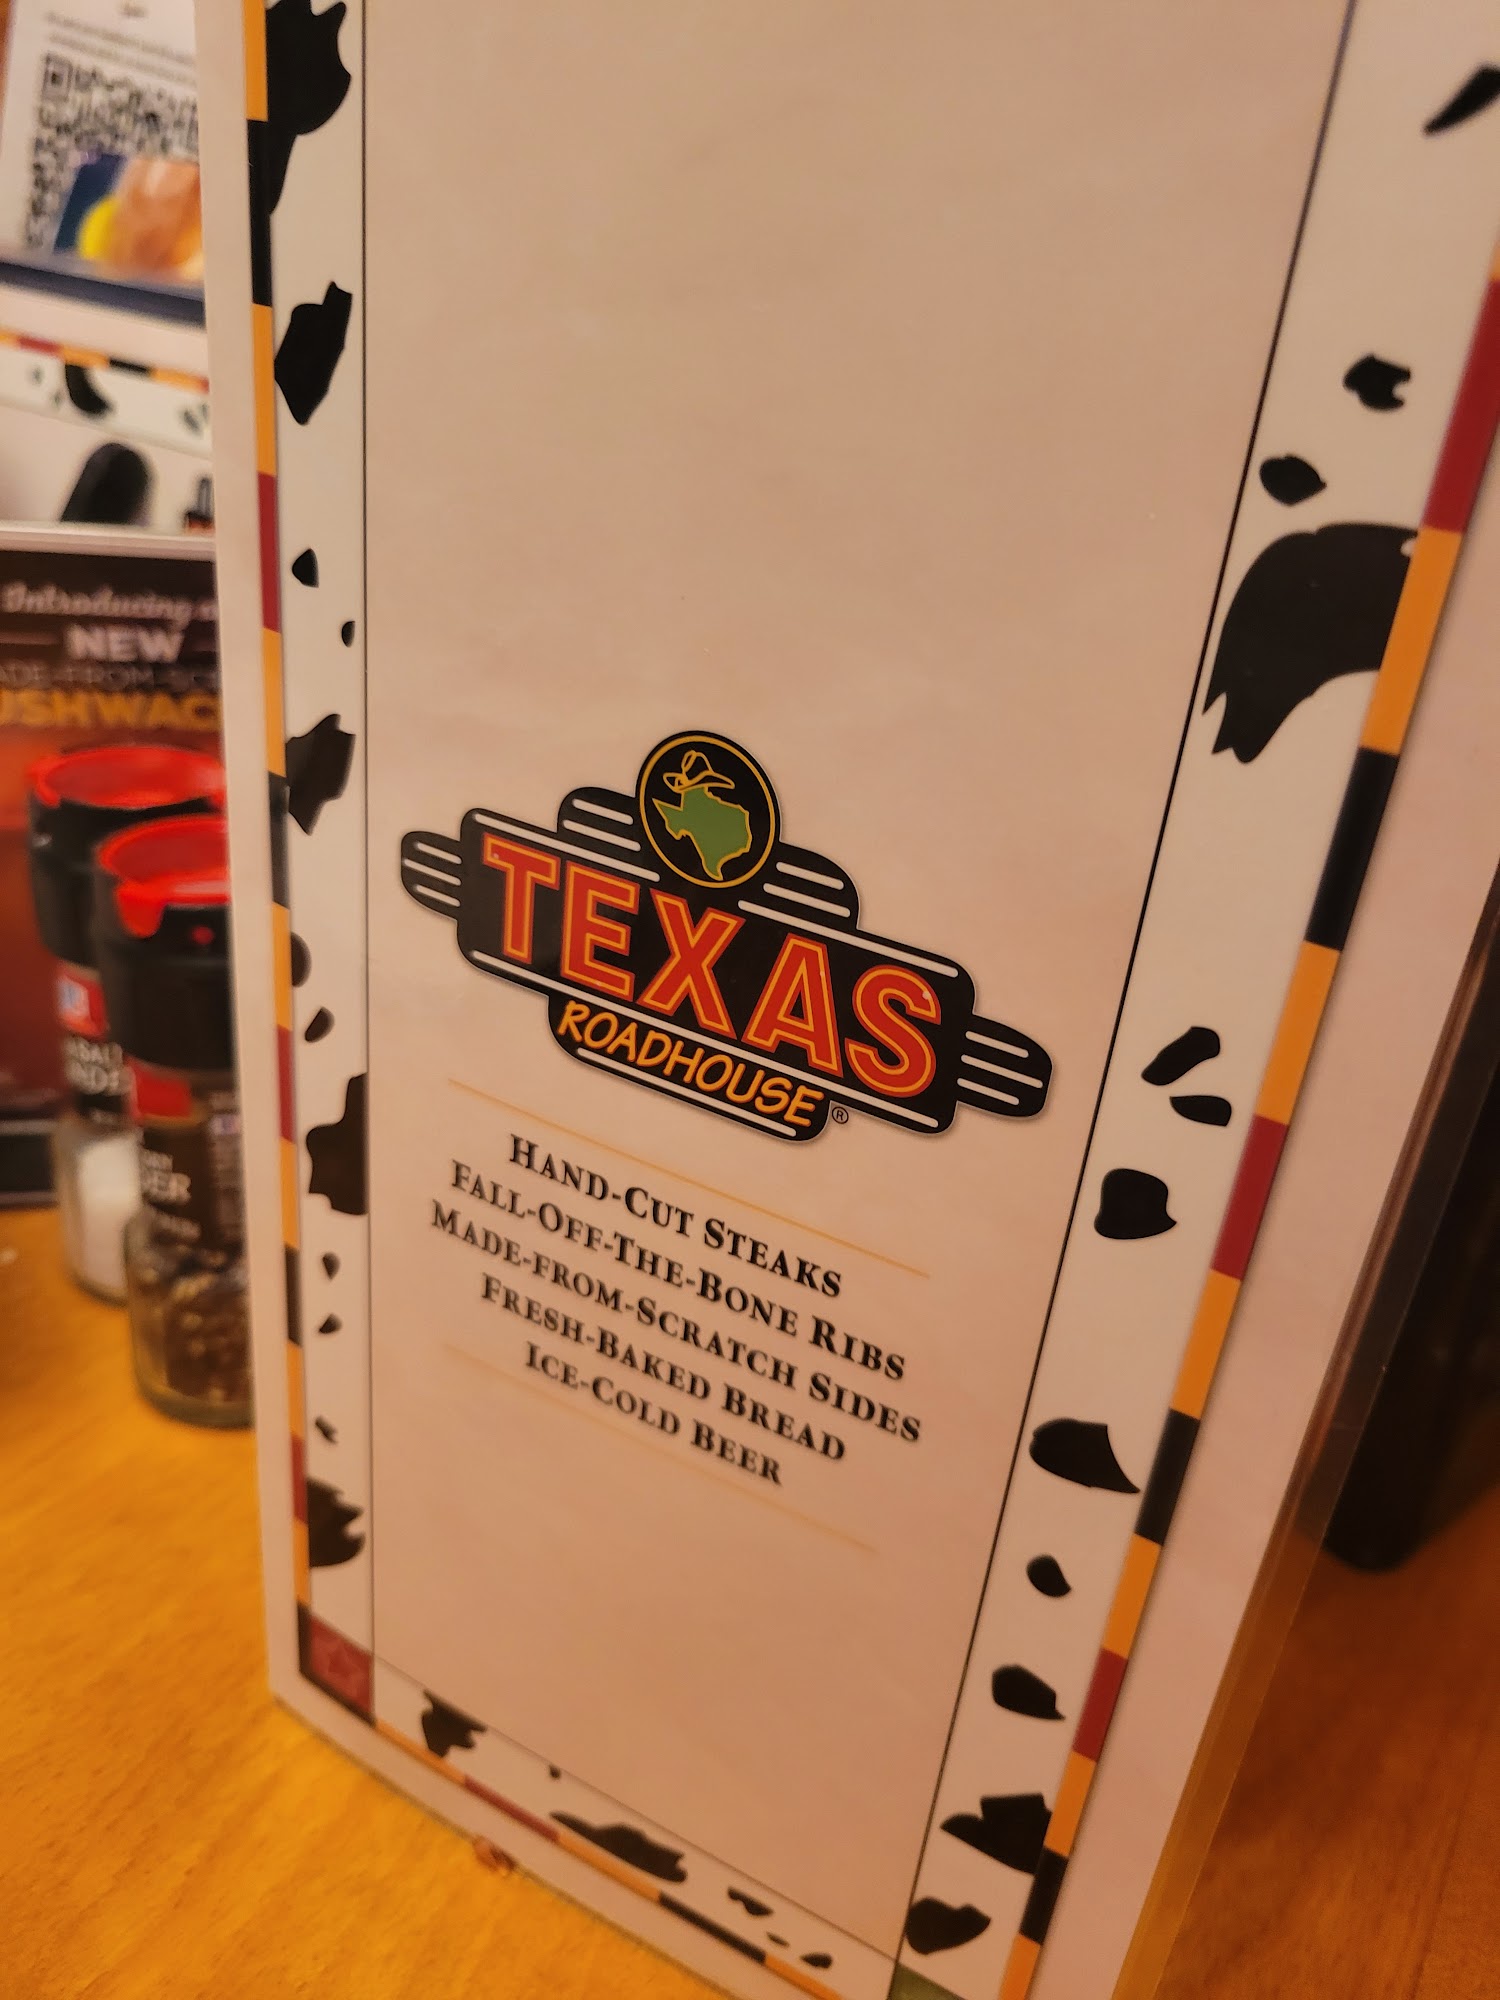 Introducing
NEW
TEXAS
ROADHOUSE®
HAND-CUT STEAKS
FALL-OFF-THE-BONE RIBS
MADE-FROM-SCRATCH SIDES
FRESH-BAKED BREAD
ICE-COLD BEER